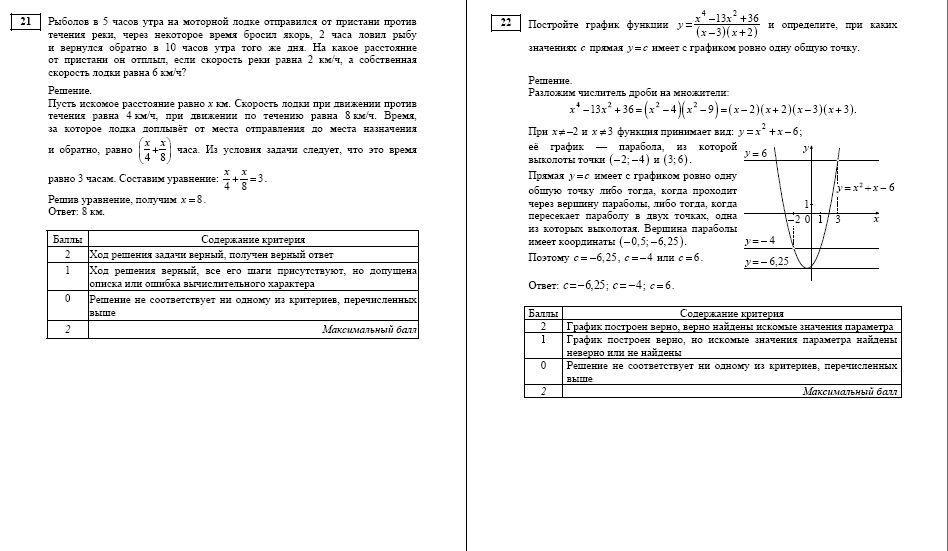 21
Рыболов в 5 часов утра на моторной лодке отправился от пристани против
течения реки, через некоторое время бросил якорь, 2 часа ловил рыбу
и вернулся обратно в 10 часов утра того же дня. На какое расстояние
от пристани он отплыл, если скорость реки равна 2 км/ч, а собственная
скорость лодки равна 6 км/ч?
Решение.
Пусть искомое расстояние равно x км. Скорость лодки при движении против
течения равна 4 км/ч, при движении по течению равна 8 км/ч. Время,
за которое лодка доплывёт от места отправления до места назначения
и обратно, равно (x/4 + x/8) часа. Из условия задачи следует, что это время
равно 3 часам. Составим уравнение: x/4 + x/8 = 3.
Решив уравнение, получим x = 8.
Ответ: 8 км.
Баллы Содержание критерия
2 Ход решения задачи верный, получен верный ответ
1 Ход решения верный, все его шаги присутствуют, но допущена
описка или ошибка вычислительного характера
0 Решение не соответствует ни одному из критериев, перечисленных
выше
2 Максимальный балл
22
Постройте график функции y = (x⁴ − 13x² + 36)/((x − 3)(x + 2)) и определите, при каких
значениях c прямая y = c имеет с графиком ровно одну общую точку.
Решение.
Разложим числитель дроби на множители:
x⁴ − 13x² + 36 = (x² − 4)(x² − 9) = (x − 2)(x + 2)(x − 3)(x + 3).
При x ≠ −2 и x ≠ 3 функция принимает вид: y = x² + x − 6;
её график — парабола, из которой
выколоты точки (−2; −4) и (3; 6).
Прямая y = c имеет с графиком ровно одну
общую точку либо тогда, когда проходит
через вершину параболы, либо тогда, когда
пересекает параболу в двух точках, одна
из которых выколотая. Вершина параболы
имеет координаты (−0,5; −6,25).
Поэтому c = −6,25, c = −4 или c = 6.
y
y = 6
y = x² + x − 6
1
−2 0 1 3 x
y = − 4
y = − 6,25
Ответ: c = −6,25; c = −4; c = 6.
Баллы Содержание критерия
2 График построен верно, верно найдены искомые значения параметра
1 График построен верно, но искомые значения параметра найдены
неверно или не найдены
0 Решение не соответствует ни одному из критериев, перечисленных
выше
2 Максимальный балл